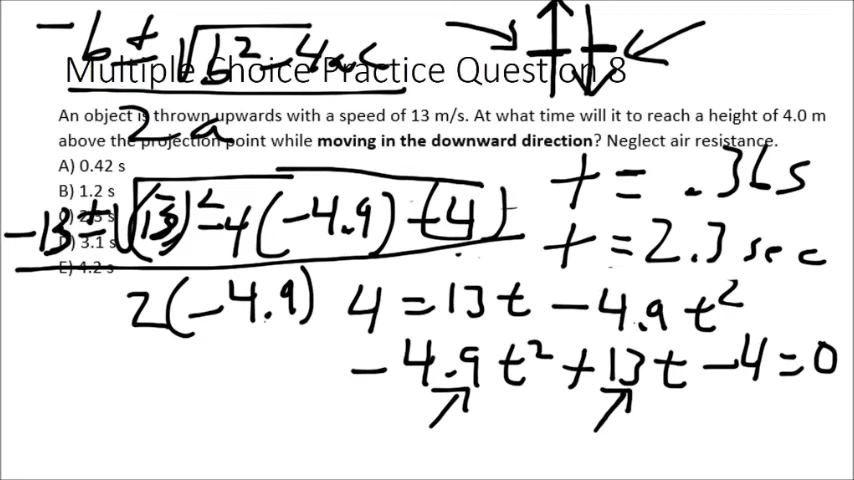 -b ± √b² - 4ac
Multiple Choice Practice Question 8
2a
An object is thrown upwards with a speed of 13 m/s. At what time will it to reach a height of 4.0 m
above the projection point while moving in the downward direction? Neglect air resistance.
A) 0.42 s
B) 1.2 s
D) 3.1 s
E) 4.2 s
-13 ± √(13)² - 4(-4.9)(-4)
2(-4.9)
t = .36s
t = 2.3 sec
4 = 13t - 4.9t²
-4.9t² + 13t - 4 = 0